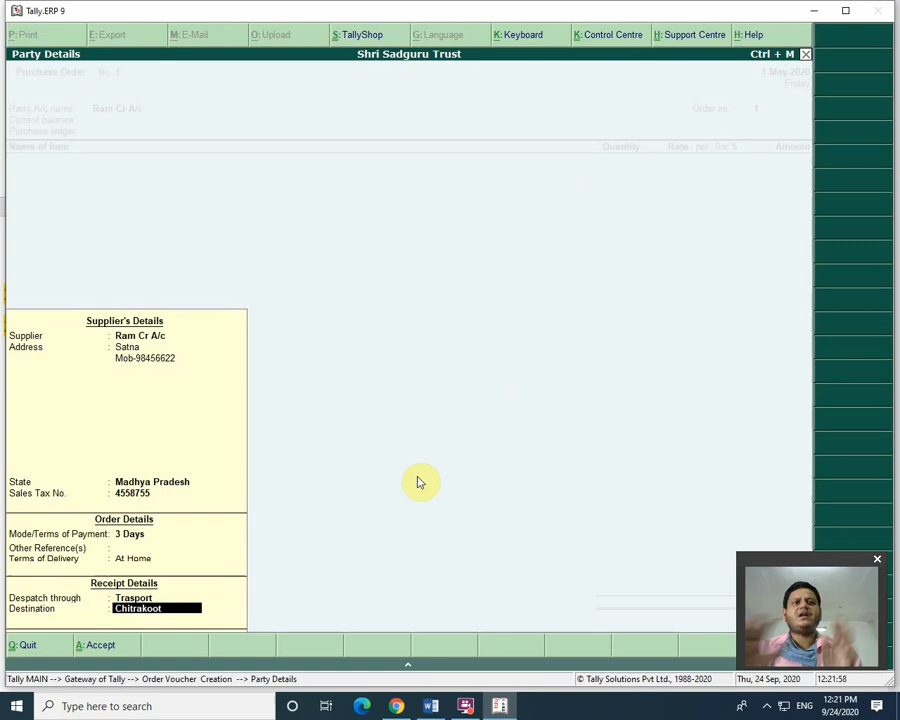 Tally.ERP 9
P: Print E: Export M: E-Mail O: Upload S: TallyShop G: Language K: Keyboard K: Control Centre H: Support Centre H: Help
Party Details Shri Sadguru Trust Ctrl + M
Purchase Order No. 1 1-May-2020
Friday
Party A/c name Ram Cr A/c Order no. 1
Current balance
Purchase ledger
Name of Item Quantity Rate per Disc % Amount
Supplier's Details
Supplier : Ram Cr A/c
Address : Satna
Mob-98456622
State : Madhya Pradesh
Sales Tax No. : 4558755
Order Details
Mode/Terms of Payment: 3 Days
Other Reference(s) :
Terms of Delivery : At Home
Receipt Details
Despatch through : Trasport
Destination : Chitrakoot
Q: Quit A: Accept
Tally MAIN --> Gateway of Tally --> Order Voucher Creation --> Party Details © Tally Solutions Pvt Ltd., 1988-2020 Thu, 24 Sep, 2020 12:21:58
Type here to search ENG 12:21 PM
9/24/2020